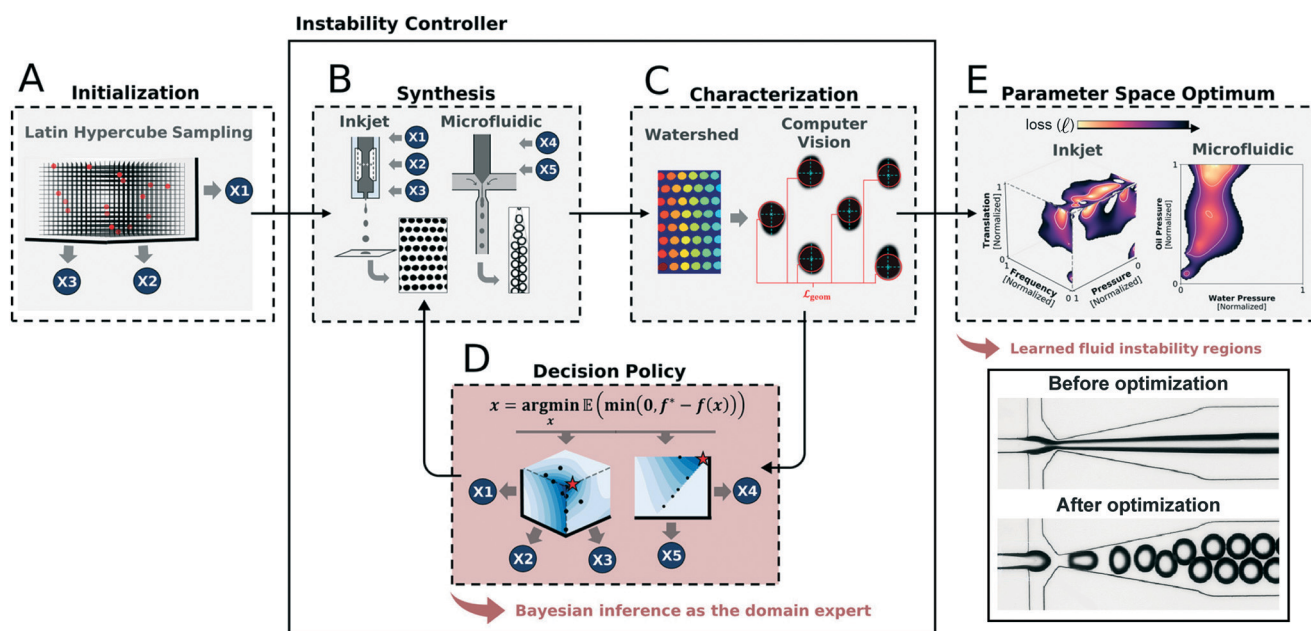 Instability Controller
A
Initialization
Latin Hypercube Sampling
X1
X3
X2
B
Synthesis
Inkjet
Microfluidic
X1
X2
X3
X4
X5
C
Characterization
Watershed
Computer
Vision
ℒgeom
D
Decision Policy
x = argmin 𝔼(min(0, f* − f(x)))
x
X1
X2
X3
X4
X5
Bayesian inference as the domain expert
E
Parameter Space Optimum
loss (ℓ)
Inkjet
Microfluidic
Translation
[Normalized]
Frequency
[Normalized]
Pressure
[Normalized]
1
0
1
0 1
0
Oil Pressure
[Normalized]
Water Pressure
[Normalized]
1
0
0
1
Learned fluid instability regions
Before optimization
After optimization